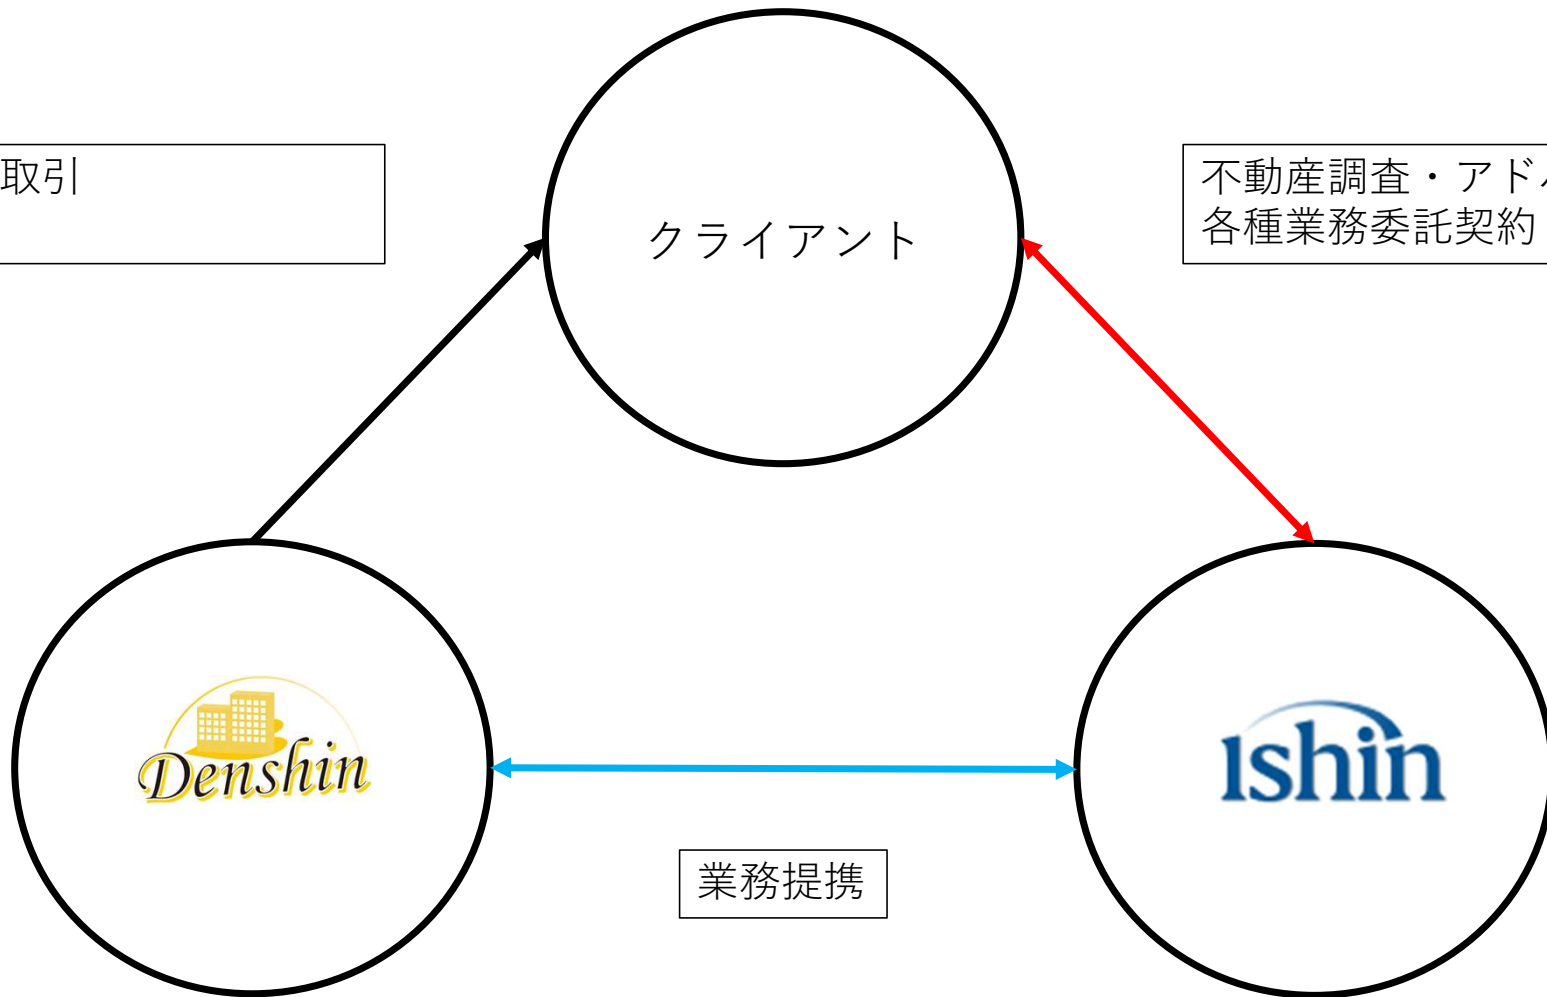 取引
クライアント
不動産調査・アド
各種業務委託契約
Denshin
Ishin
業務提携